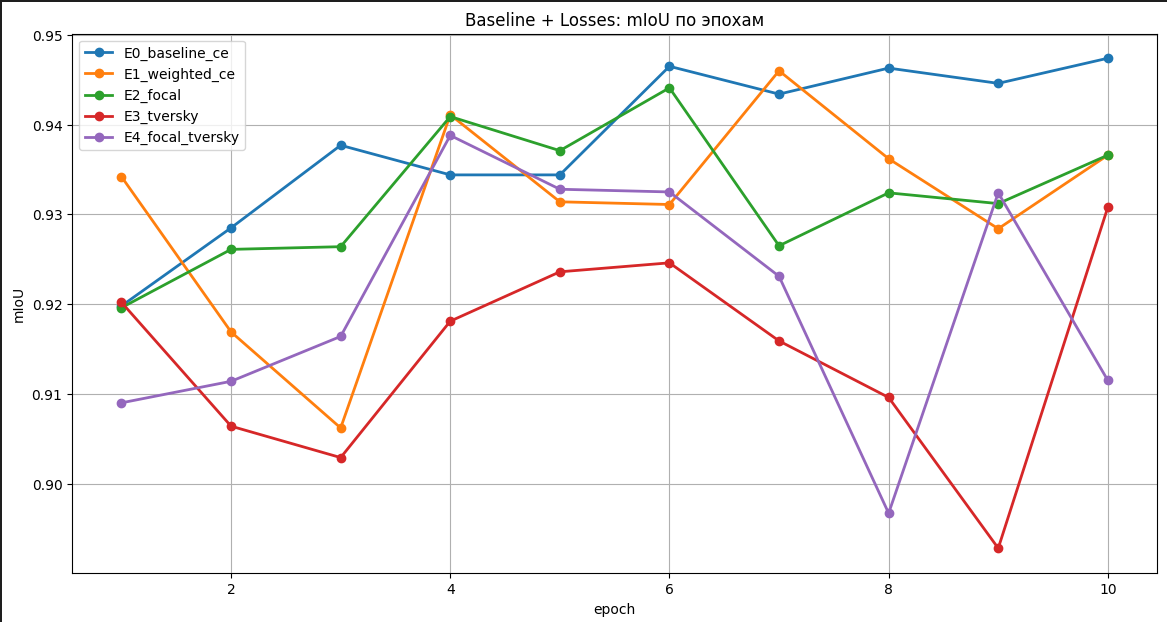 Baseline + Losses: mIoU по эпохам
E0_baseline_ce
E1_weighted_ce
E2_focal
E3_tversky
E4_focal_tversky
0.95
0.94
0.93
0.92
0.91
0.90
mIoU
2 4 6 8 10
epoch